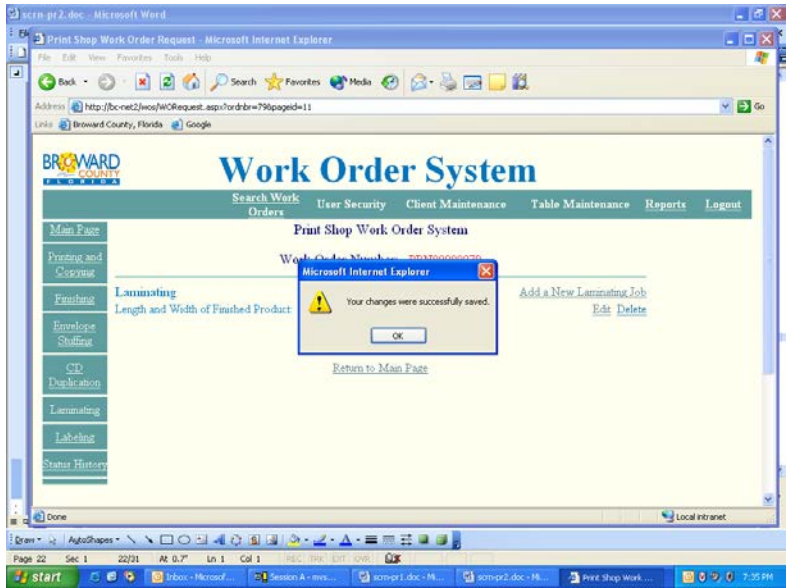 scrn-pr2.doc - Microsoft Word
Print Shop Work Order Request - Microsoft Internet Explorer
File Edit View Favorites Tools Help
Back Search Favorites Media
Address http://bc-net2/wos/WORequest.aspx?ordnbr=79&pageid=11 Go
Links Broward County, Florida Google
BROWARD
COUNTY
FLORIDA
Work Order System
Search Work Orders User Security Client Maintenance Table Maintenance Reports Logout
Main Page
Printing and
Copying
Finishing
Envelope
Stuffing
CD
Duplication
Laminating
Labeling
Status History
Print Shop Work Order System
Work Order Number:
Laminating Add a New Laminating Job
Length and Width of Finished Product Edit Delete
Microsoft Internet Explorer
Your changes were successfully saved.
OK
Return to Main Page
Done Local intranet
Draw AutoShapes
Page 22 Sec 1 22/31 At 0.7" Ln 1 Col 1 REC TRK EXT OVR
start Inbox - Microsof... Session A - mvs... scrn-pr1.doc - M... scrn-pr2.doc - M... Print Shop Work ... 7:35 PM